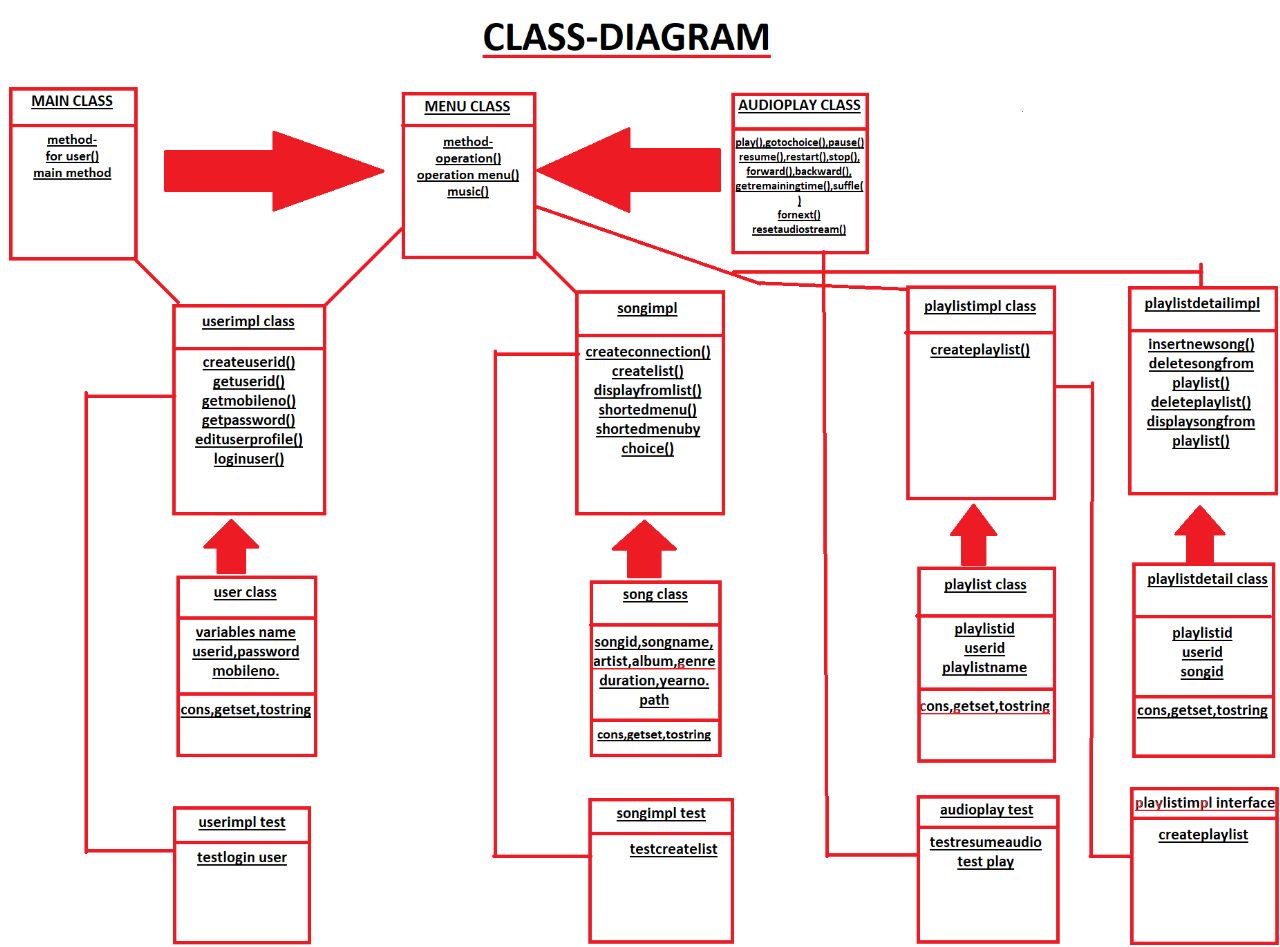 CLASS-DIAGRAM
MAIN CLASS
method-
for user()
main method
MENU CLASS
method-
operation()
operation menu()
music()
AUDIOPLAY CLASS
play(),gotochoice(),pause()
resume(),restart(),stop(),
forward(),backward(),
getremainingtime(),suffle(
)
fornext()
resetaudiostream()
userimpl class
createuserid()
getuserid()
getmobileno()
getpassword()
edituserprofile()
loginuser()
songimpl
createconnection()
createlist()
displayfromlist()
shortedmenu()
shortedmenuby
choice()
playlistimpl class
createplaylist()
playlistdetailimpl
insertnewsong()
deletesongfrom
playlist()
deleteplaylist()
displaysongfrom
playlist()
user class
variables name
userid,password
mobileno.
cons,getset,tostring
song class
songid,songname,
artist,album,genre
duration,yearno.
path
cons,getset,tostring
playlist class
playlistid
userid
playlistname
cons,getset,tostring
playlistdetail class
playlistid
userid
songid
cons,getset,tostring
userimpl test
testlogin user
songimpl test
testcreatelist
audioplay test
testresumeaudio
test play
playlistimpl interface
createplaylist